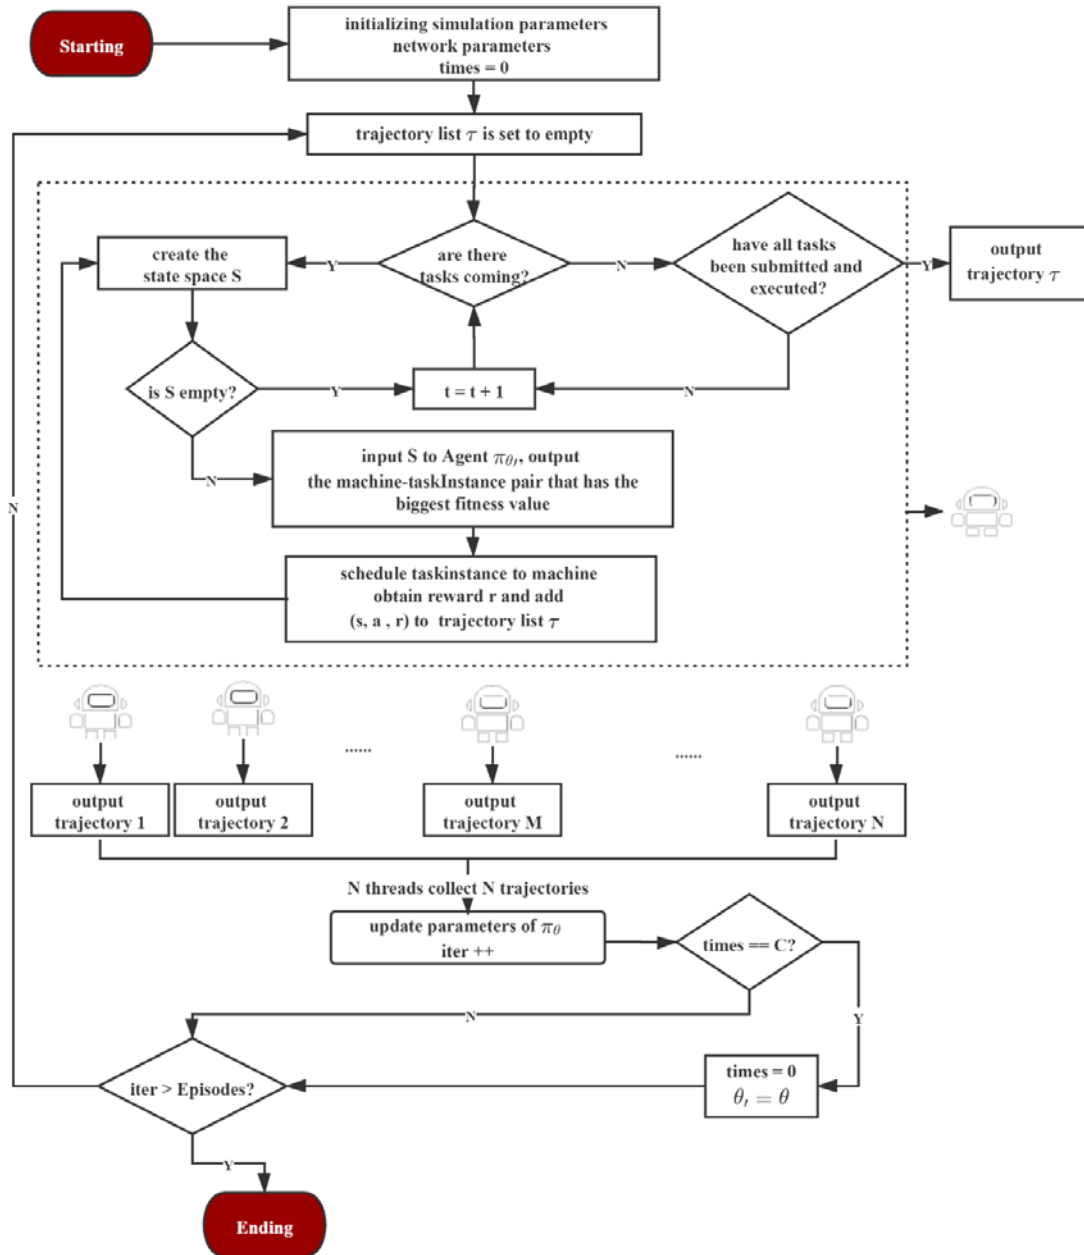 Starting
initializing simulation parameters
network parameters
times = 0
trajectory list τ is set to empty
create the
state space S
Y
are there
tasks coming?
N
have all tasks
been submitted and
executed?
Y
output
trajectory τ
is S empty?
Y
t = t + 1
N
N
input S to Agent π_θ′, output
the machine-taskInstance pair that has the
biggest fitness value
N
schedule taskinstance to machine
obtain reward r and add
(s, a , r) to trajectory list τ
......
......
output
trajectory 1
output
trajectory 2
output
trajectory M
output
trajectory N
N threads collect N trajectories
update parameters of π_θ
iter ++
times == C?
N
Y
iter > Episodes?
times = 0
θ′ = θ
Y
Ending